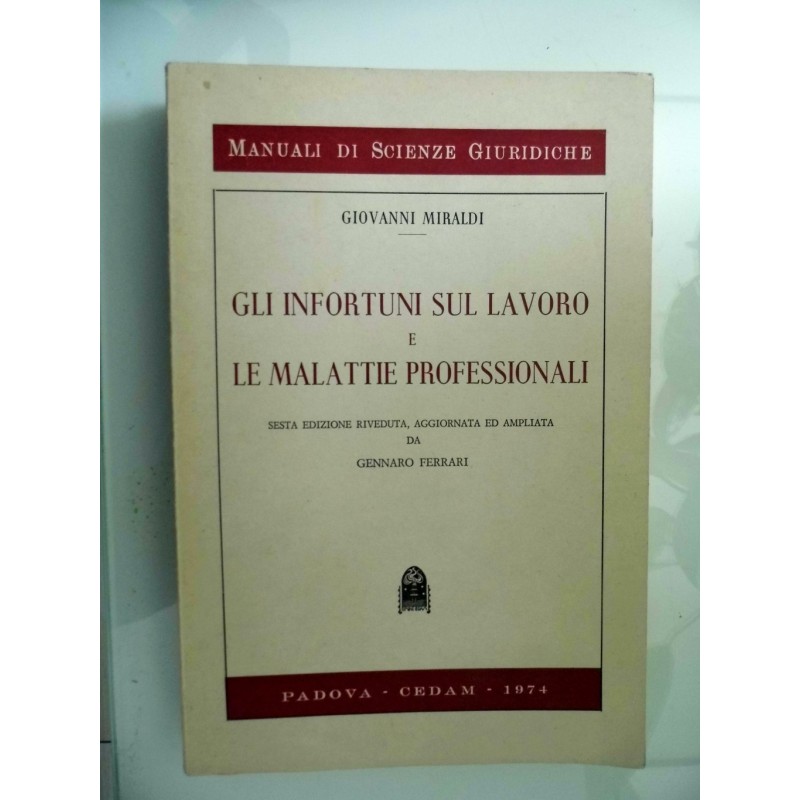 MANUALI DI SCIENZE GIURIDICHE
GIOVANNI MIRALDI
GLI INFORTUNI SUL LAVORO
E
LE MALATTIE PROFESSIONALI
SESTA EDIZIONE RIVEDUTA, AGGIORNATA ED AMPLIATA
DA
GENNARO FERRARI
PADOVA - CEDAM - 1974